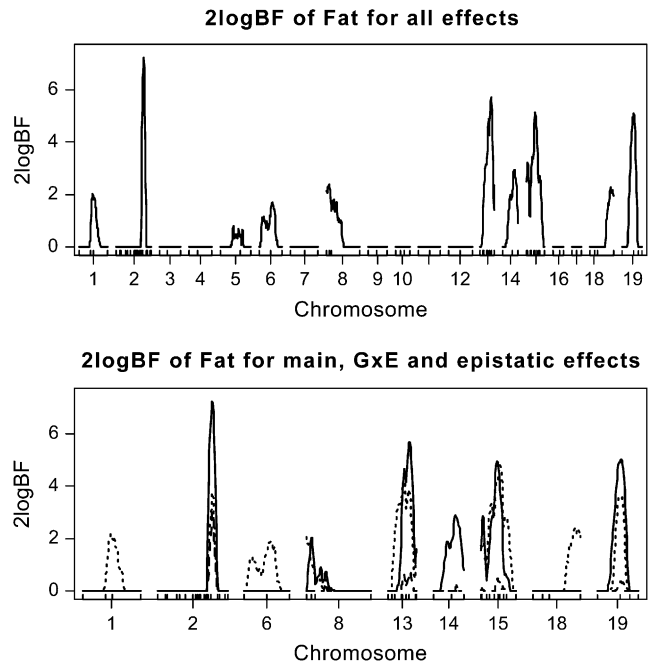 2logBF of Fat for all effects
2logBF
6
4
2
0
1 2 3 4 5 6 7 8 9 10 12 14 16 18 19
Chromosome
2logBF of Fat for main, GxE and epistatic effects
2logBF
6
4
2
0
1 2 6 8 13 14 15 18 19
Chromosome